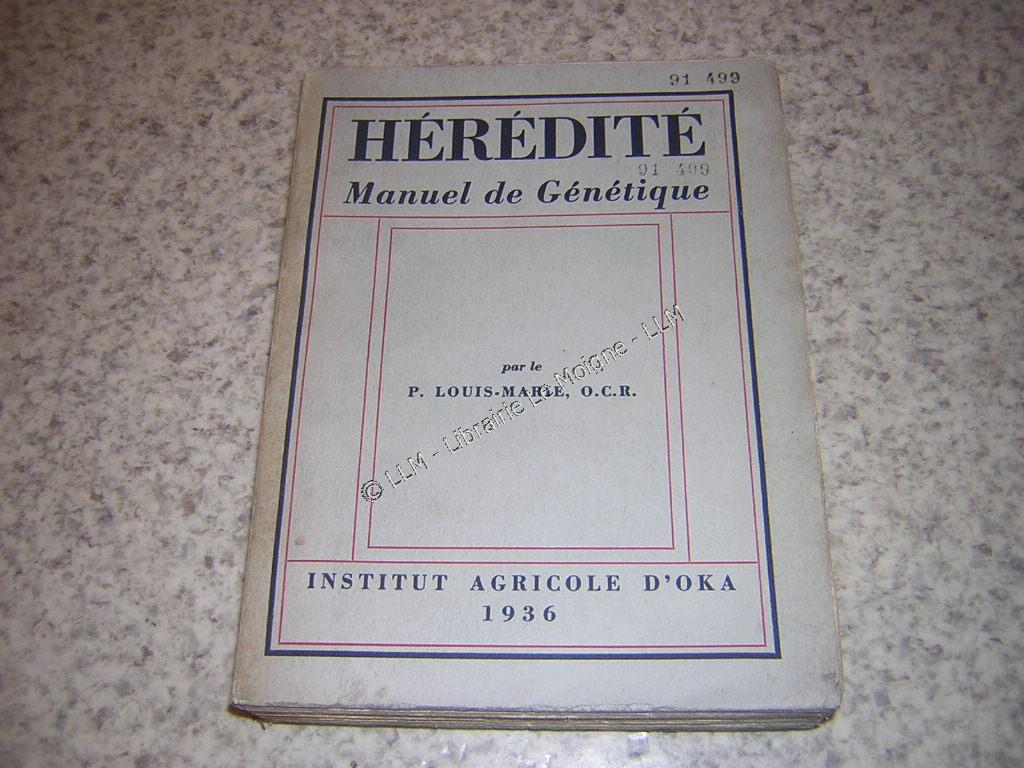 91 499
HÉRÉDITÉ
91 499
Manuel de Génétique
par le
P. LOUIS-MARIE, O.C.R.
© LLM - Librairie Le Moigne - LLM
INSTITUT AGRICOLE D'OKA
1936